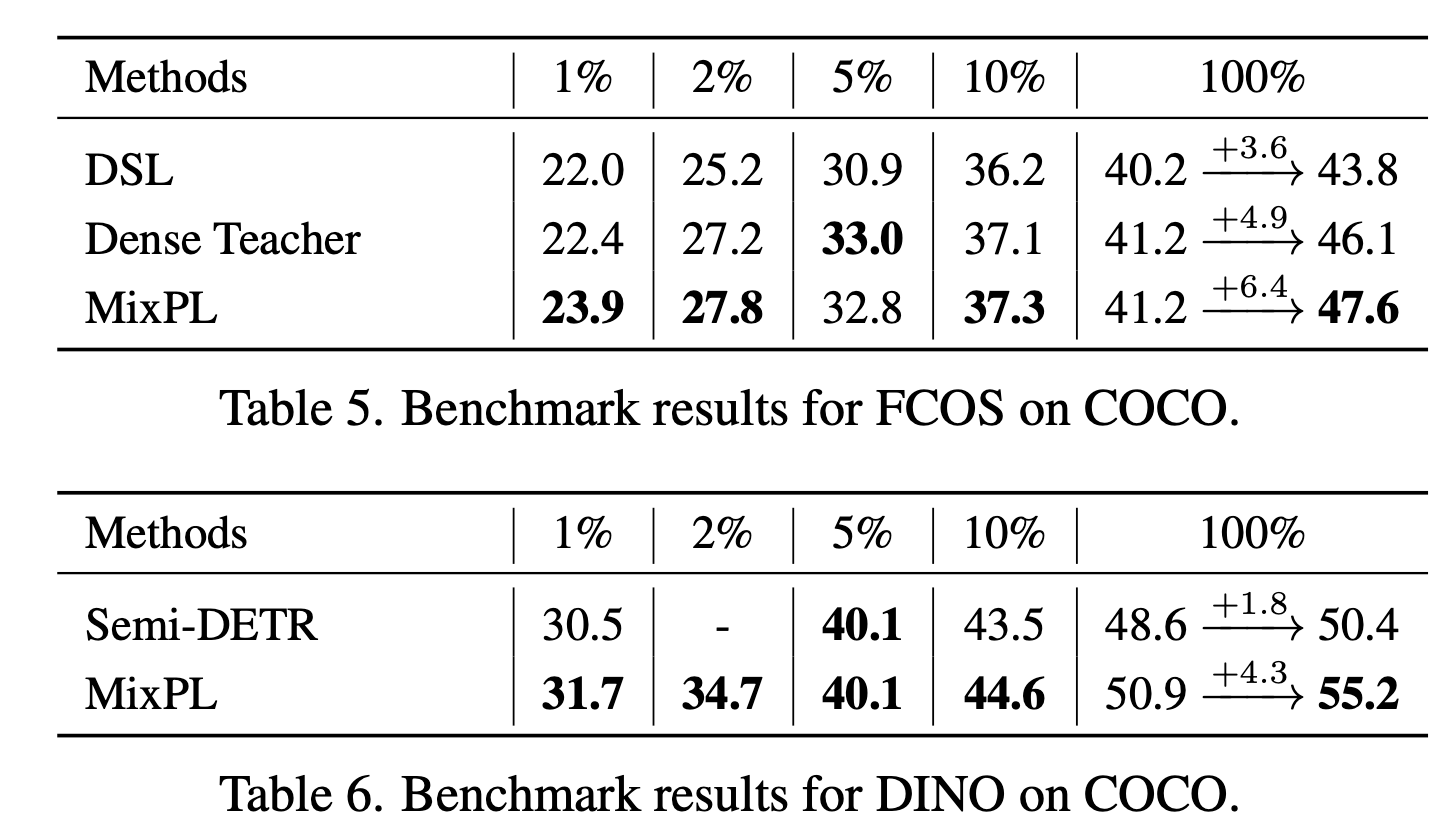 Methods 1% 2% 5% 10% 100%
DSL 22.0 25.2 30.9 36.2 40.2 +3.6→ 43.8
Dense Teacher 22.4 27.2 33.0 37.1 41.2 +4.9→ 46.1
MixPL 23.9 27.8 32.8 37.3 41.2 +6.4→ 47.6
Table 5. Benchmark results for FCOS on COCO.
Methods 1% 2% 5% 10% 100%
Semi-DETR 30.5 - 40.1 43.5 48.6 +1.8→ 50.4
MixPL 31.7 34.7 40.1 44.6 50.9 +4.3→ 55.2
Table 6. Benchmark results for DINO on COCO.